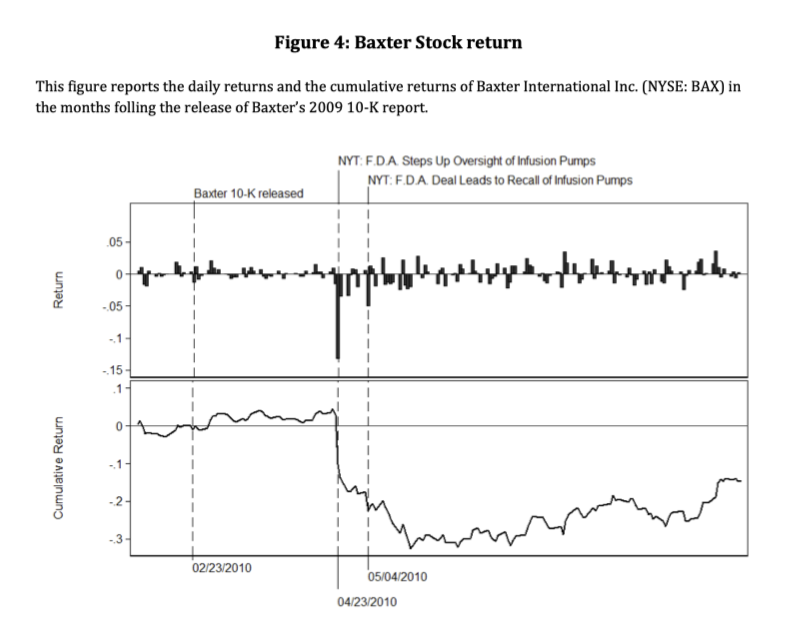 Figure 4: Baxter Stock return
This figure reports the daily returns and the cumulative returns of Baxter International Inc. (NYSE: BAX) in
the months folling the release of Baxter's 2009 10-K report.
NYT: F.D.A. Steps Up Oversight of Infusion Pumps
NYT: F.D.A. Deal Leads to Recall of Infusion Pumps
Baxter 10-K released
.05
0
-.05
-.1
-.15
Return
.1
0
-.1
-.2
-.3
Cumulative Return
02/23/2010
05/04/2010
04/23/2010